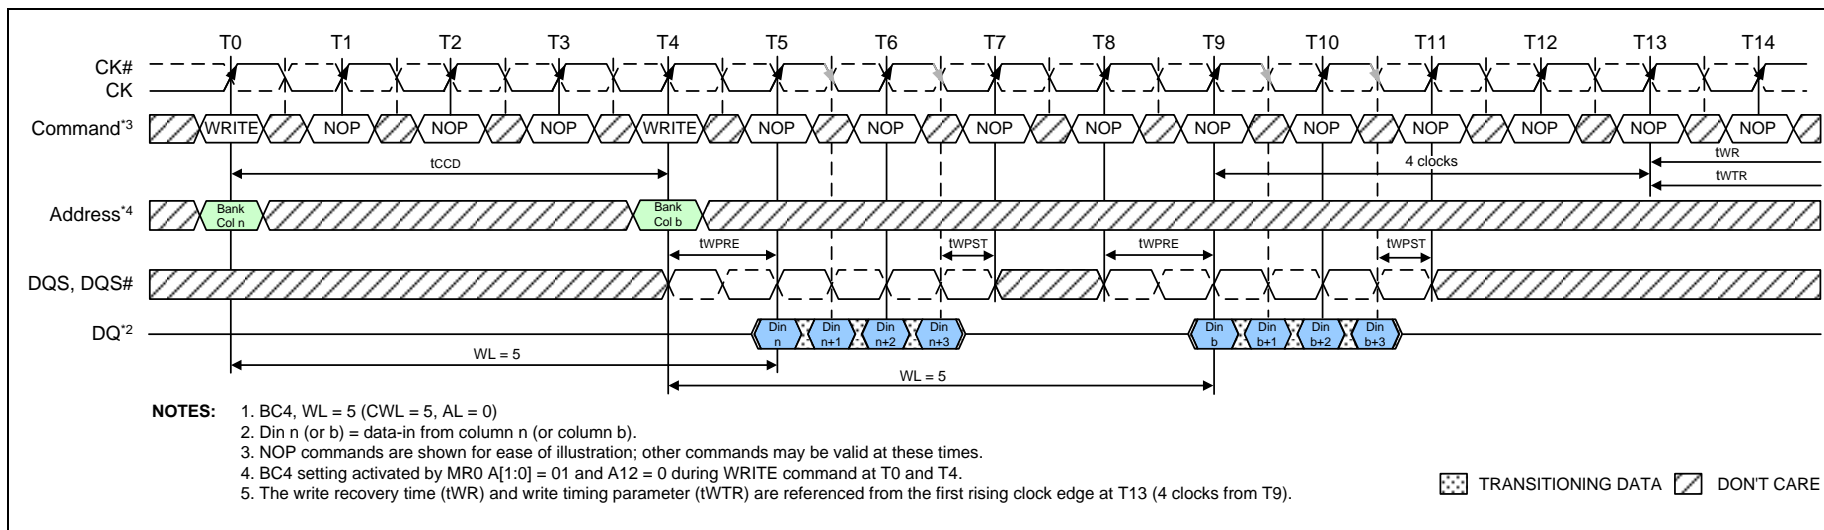 T0 T1 T2 T3 T4 T5 T6 T7 T8 T9 T10 T11 T12 T13 T14
CK#
CK
Command*3 WRITE NOP NOP NOP WRITE NOP NOP NOP NOP NOP NOP NOP NOP NOP NOP
tCCD 4 clocks tWR
tWTR
Address*4 Bank Col n Bank Col b
tWPRE tWPST tWPRE tWPST
DQS, DQS#
DQ*2 Din n Din n+1 Din n+2 Din n+3 Din b Din b+1 Din b+2 Din b+3
WL = 5
WL = 5
NOTES: 1. BC4, WL = 5 (CWL = 5, AL = 0)
2. Din n (or b) = data-in from column n (or column b).
3. NOP commands are shown for ease of illustration; other commands may be valid at these times.
4. BC4 setting activated by MR0 A[1:0] = 01 and A12 = 0 during WRITE command at T0 and T4.
5. The write recovery time (tWR) and write timing parameter (tWTR) are referenced from the first rising clock edge at T13 (4 clocks from T9).
TRANSITIONING DATA DON'T CARE